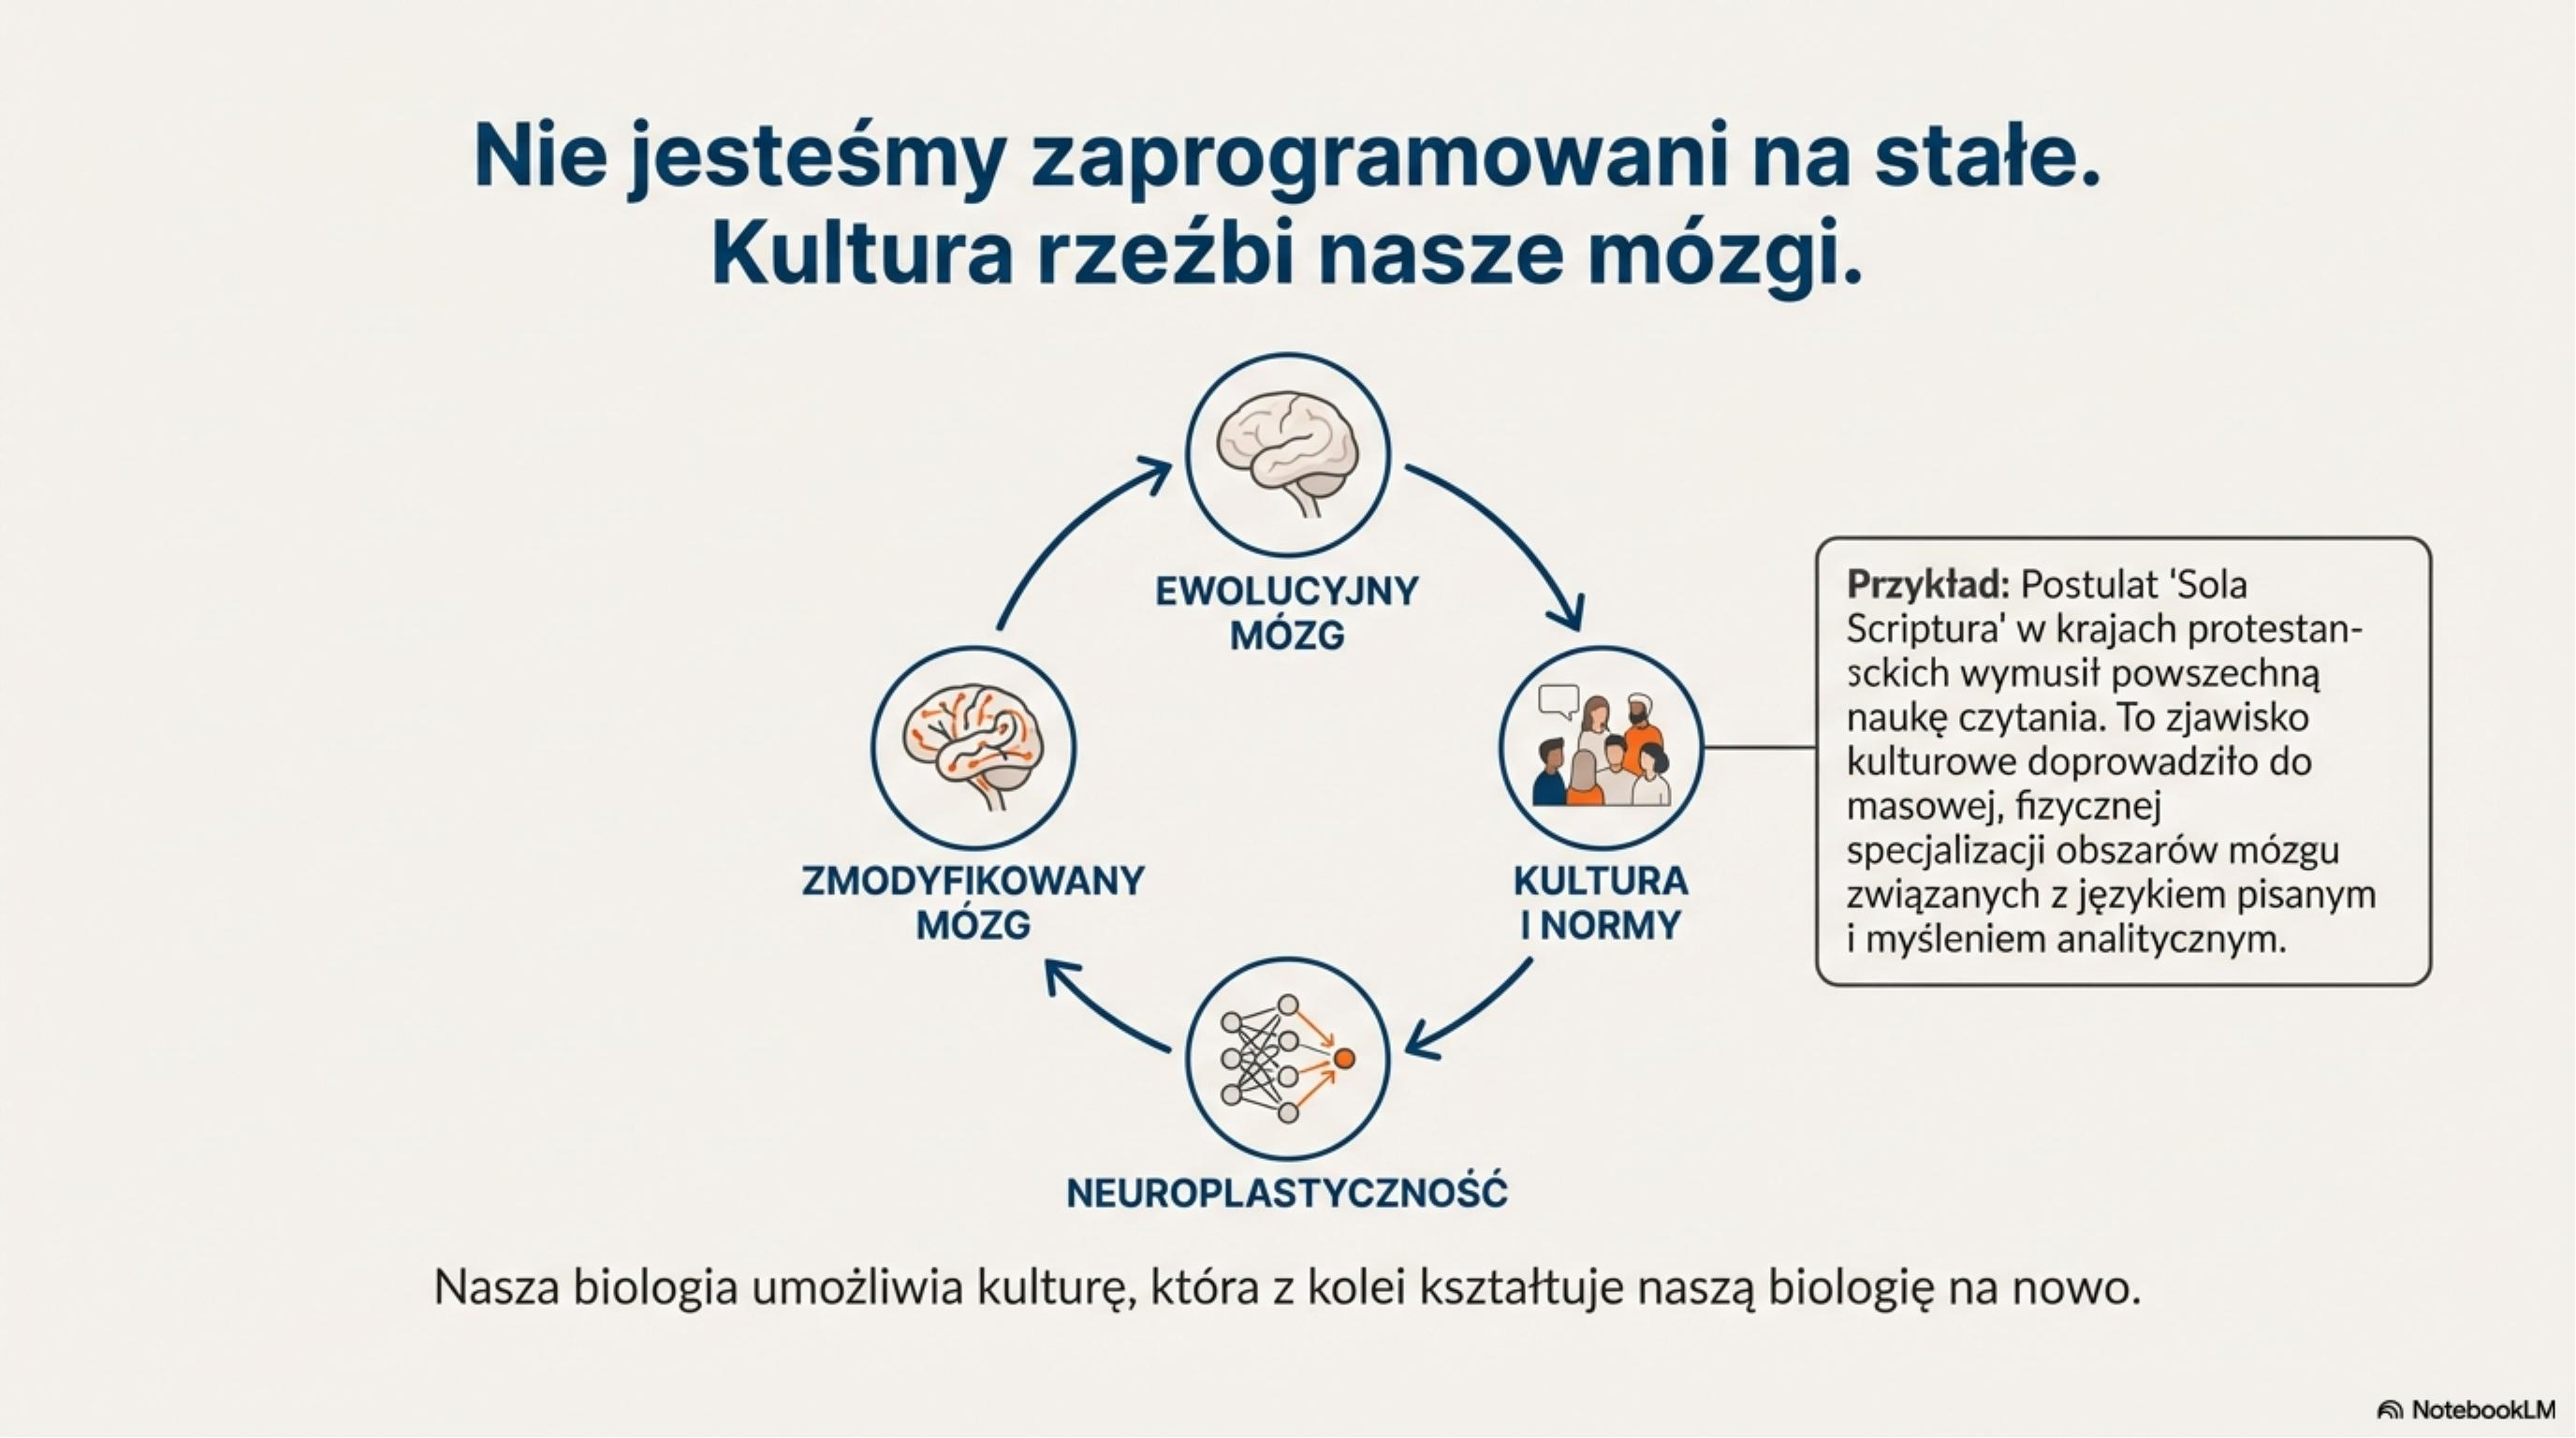 Nie jesteśmy zaprogramowani na stałe.
Kultura rzeźbi nasze mózgi.
EWOLUCYJNY
MÓZG
ZMODYFIKOWANY
MÓZG
KULTURA
I NORMY
NEUROPLASTYCZNOŚĆ
Przykład: Postulat 'Sola
Scriptura' w krajach protestan-
sckich wymusił powszechną
naukę czytania. To zjawisko
kulturowe doprowadziło do
masowej, fizycznej
specjalizacji obszarów mózgu
związanych z językiem pisanym
i myśleniem analitycznym.
Nasza biologia umożliwia kulturę, która z kolei kształtuje naszą biologię na nowo.
NotebookLM